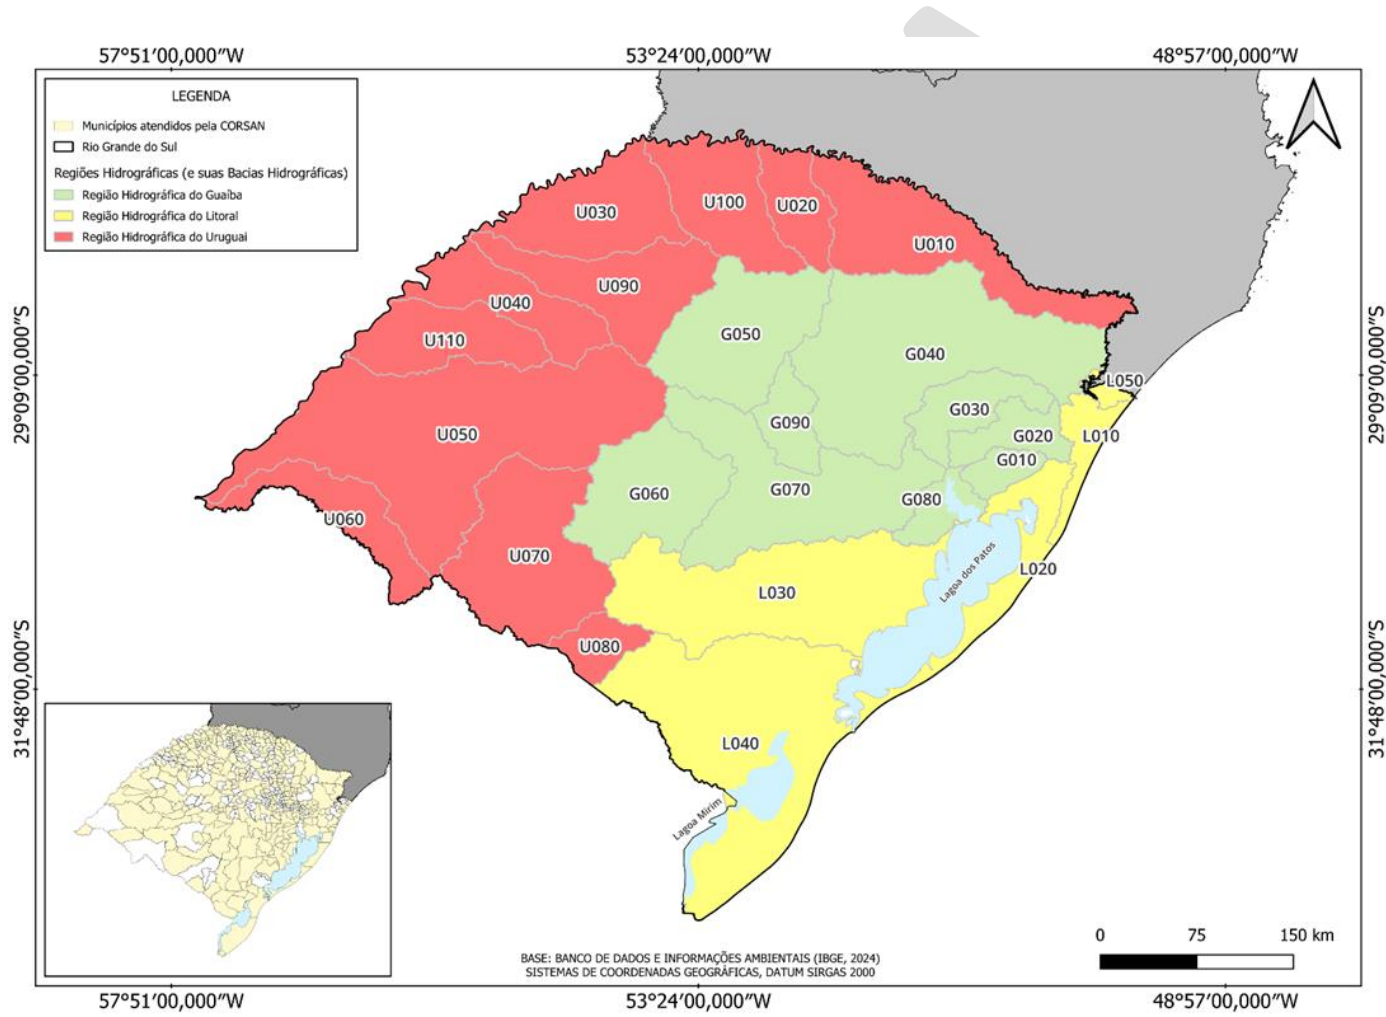 57°51′00,000″W 53°24′00,000″W 48°57′00,000″W
LEGENDA
Municípios atendidos pela CORSAN
Rio Grande do Sul
Regiões Hidrográficas (e suas Bacias Hidrográficas)
Região Hidrográfica do Guaíba
Região Hidrográfica do Litoral
Região Hidrográfica do Uruguai
U030
U100
U020
U010
U090
U040
U110
G050
G040
29°09′00,000″S
29°09′00,000″S
L050
G030
G090
U050
G020
L010
G010
G060
G070
G080
U060
U070
L020
Lagoa dos Patos
L030
U080
31°48′00,000″S
31°48′00,000″S
L040
Lagoa Mirim
0 75 150 km
BASE: BANCO DE DADOS E INFORMAÇÕES AMBIENTAIS (IBGE, 2024)
SISTEMAS DE COORDENADAS GEOGRÁFICAS, DATUM SIRGAS 2000
57°51′00,000″W 53°24′00,000″W 48°57′00,000″W